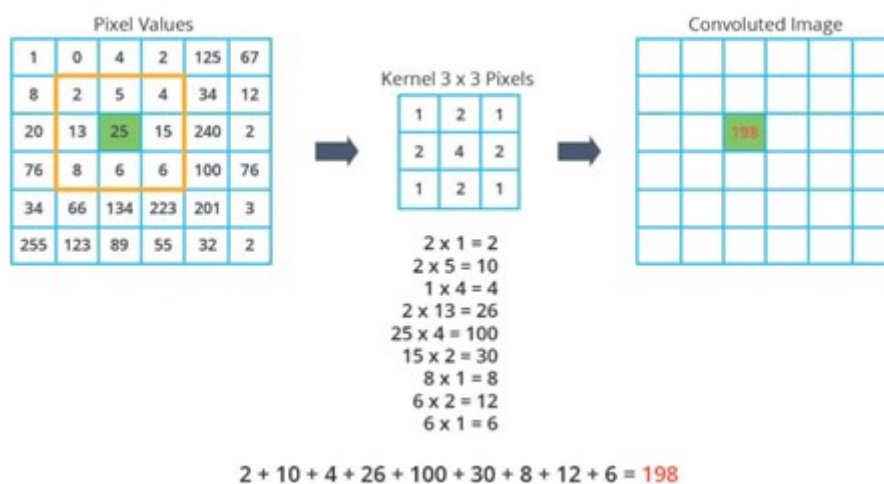 Pixel Values
1 0 4 2 125 67
8 2 5 4 34 12
20 13 25 15 240 2
76 8 6 6 100 76
34 66 134 223 201 3
255 123 89 55 32 2
Kernel 3 x 3 Pixels
1 2 1
2 4 2
1 2 1
2 x 1 = 2
2 x 5 = 10
1 x 4 = 4
2 x 13 = 26
25 x 4 = 100
15 x 2 = 30
8 x 1 = 8
6 x 2 = 12
6 x 1 = 6
Convoluted Image
198
2 + 10 + 4 + 26 + 100 + 30 + 8 + 12 + 6 = 198